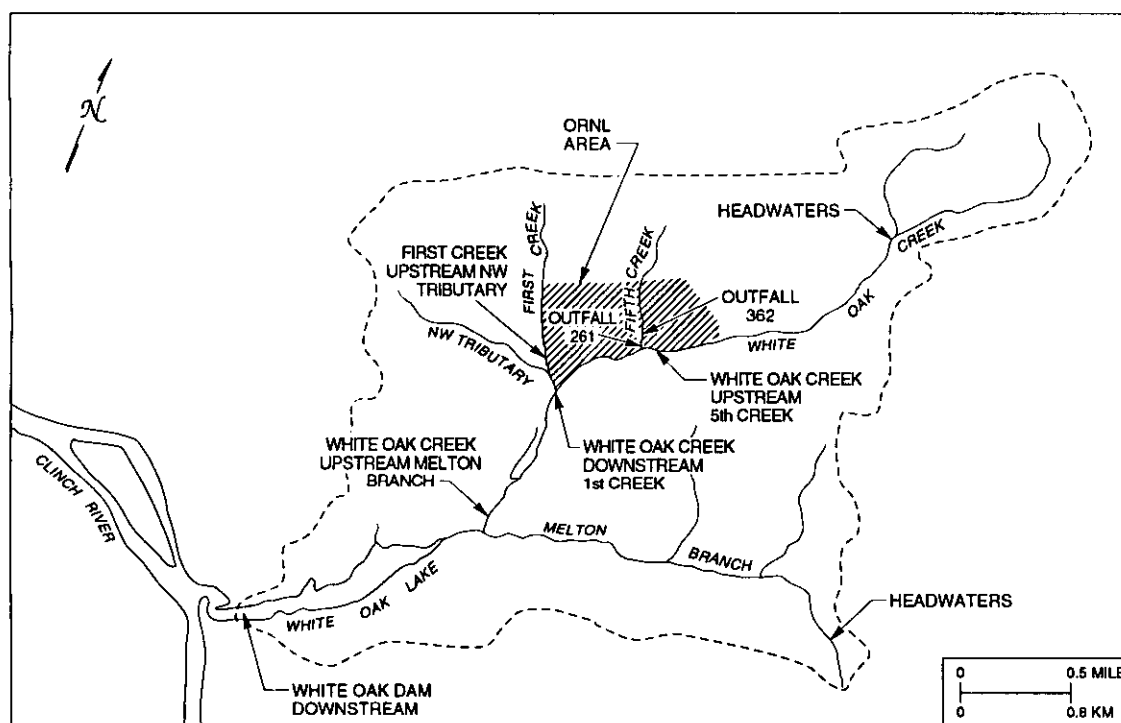 N
ORNL
AREA
HEADWATERS
FIRST CREEK
UPSTREAM NW
TRIBUTARY
FIRST CREEK
FIFTH CREEK
WHITE OAK CREEK
OUTFALL
261
OUTFALL
362
NW TRIBUTARY
WHITE OAK CREEK
UPSTREAM
5th CREEK
WHITE OAK CREEK
DOWNSTREAM
1st CREEK
WHITE OAK CREEK
UPSTREAM MELTON
BRANCH
CLINCH RIVER
MELTON BRANCH
WHITE OAK LAKE
HEADWATERS
WHITE OAK DAM
DOWNSTREAM
0 0.5 MILE
0 0.8 KM